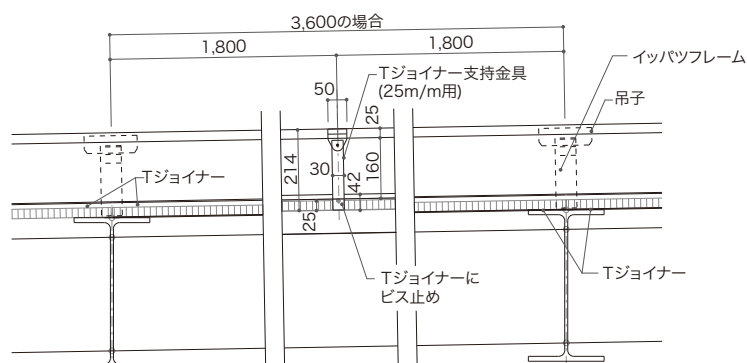 3,600の場合
1,800
1,800
イッパツフレーム
Tジョイナー支持金具
(25m/m用)
50
吊子
25
214
30
160
42
Tジョイナー
25
Tジョイナーに
ビス止め
Tジョイナー